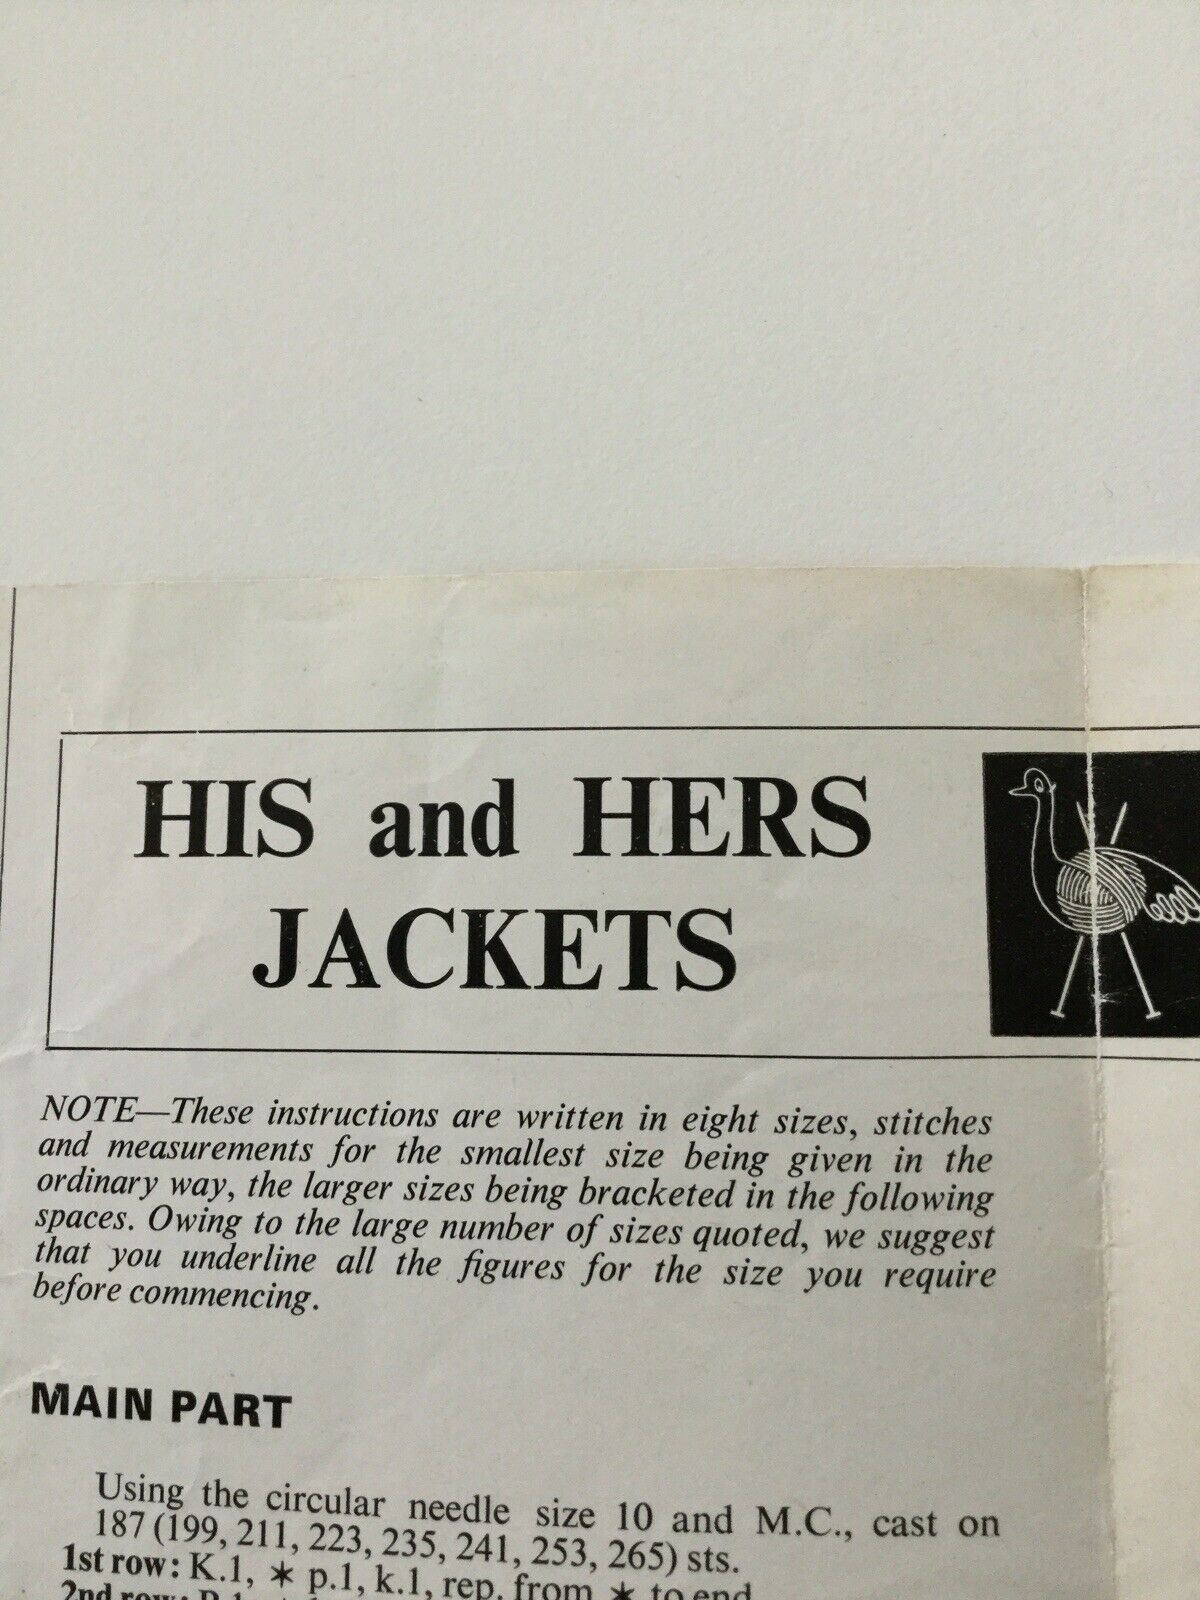 HIS and HERS
JACKETS
NOTE—These instructions are written in eight sizes, stitches
and measurements for the smallest size being given in the
ordinary way, the larger sizes being bracketed in the following
spaces. Owing to the large number of sizes quoted, we suggest
that you underline all the figures for the size you require
before commencing.
MAIN PART
Using the circular needle size 10 and M.C., cast on
187 (199, 211, 223, 235, 241, 253, 265) sts.
1st row: K.1, ✶ p.1, k.1, rep. from ✶ to end.
2nd row: P.1,